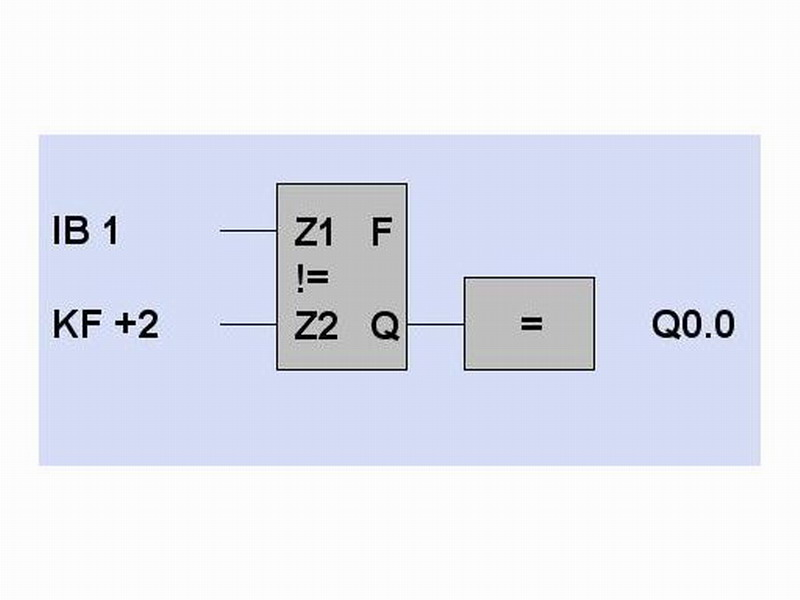 IB 1
Z1 F
!=
KF +2
Z2 Q
=
Q0.0